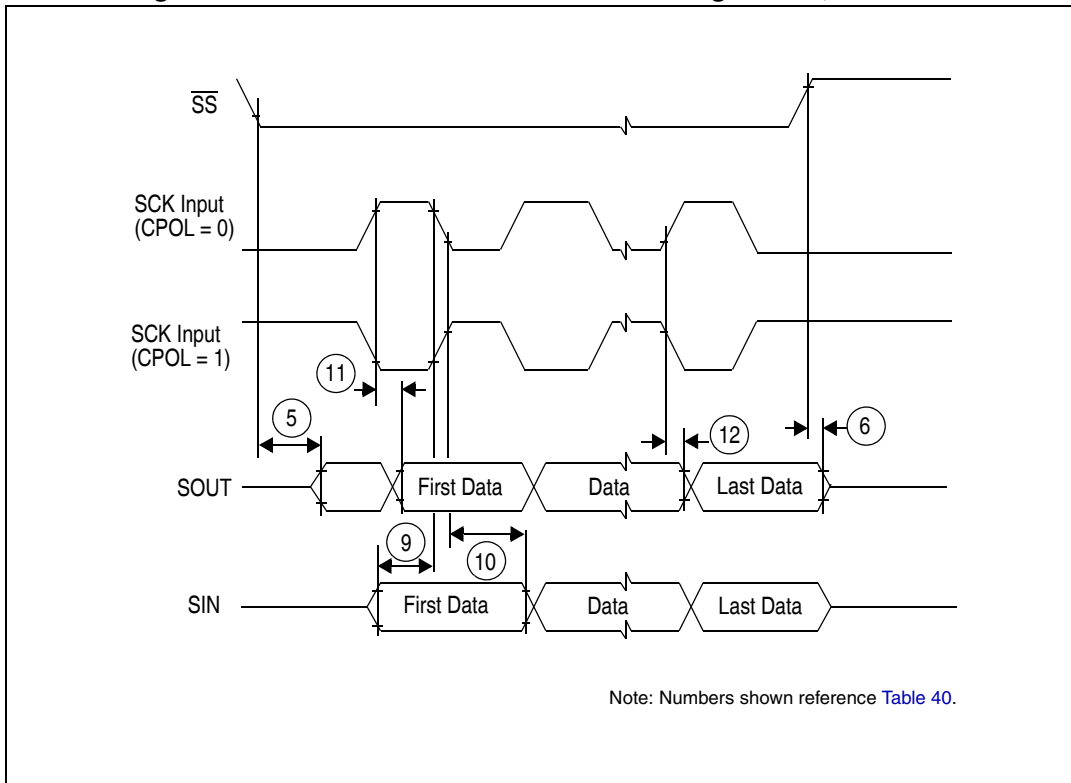 SS
SCK Input
(CPOL = 0)
SCK Input
(CPOL = 1)
11
5
12
6
SOUT
First Data
Data
Last Data
9
10
SIN
First Data
Data
Last Data
Note: Numbers shown reference Table 40.